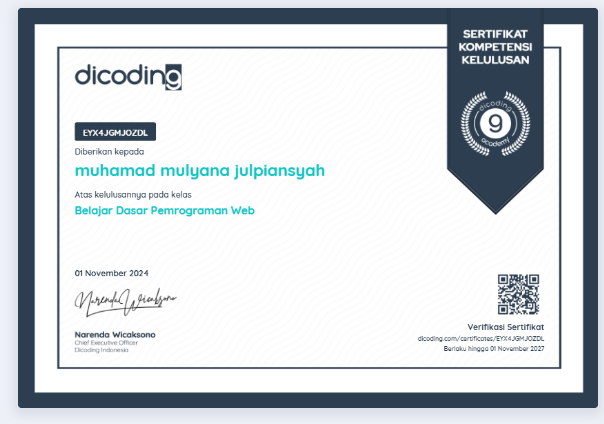 SERTIFIKAT
KOMPETENSI
KELULUSAN
dicoding
dicoding
9
academy
EYX4JGMJOZDL
Diberikan kepada
muhamad mulyana julpiansyah
Atas kelulusannya pada kelas
Belajar Dasar Pemrograman Web
01 November 2024
Narenda Wicaksono
Narenda Wicaksono
Chief Executive Officer
Dicoding Indonesia
Verifikasi Sertifikat
dicoding.com/certificates/EYX4JGMJOZDL
Berlaku hingga 01 November 2027